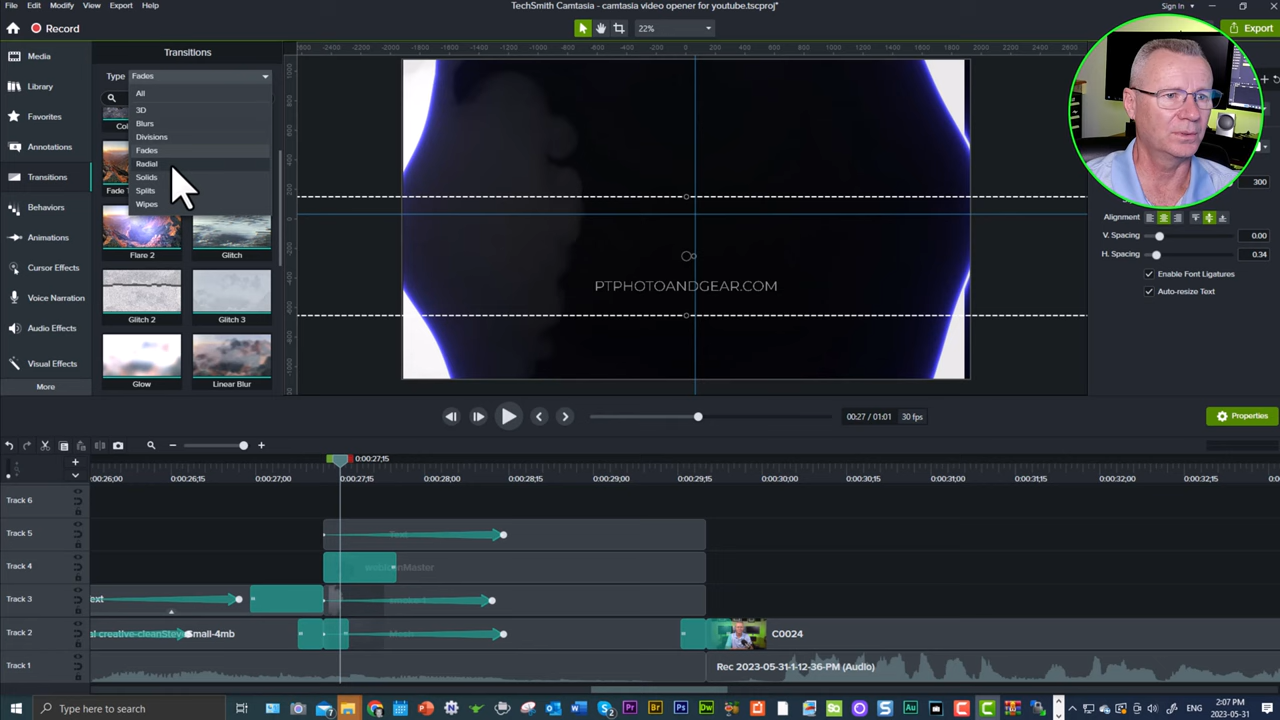 File Edit Modify View Export Help
TechSmith Camtasia - camtasia video opener for youtube.tscproj*
Sign In
Record
22%
Export
Media
Library
Favorites
Annotations
Transitions
Behaviors
Animations
Cursor Effects
Voice Narration
Audio Effects
Visual Effects
More
Transitions
Type Fades
All
3D
Blurs
Divisions
Fades
Radial
Solids
Splits
Wipes
Flare 2
Glitch
Glitch 2
Glitch 3
Glow
Linear Blur
PTPHOTOANDGEAR.COM
300
Alignment
V. Spacing 0.00
H. Spacing 0.34
Enable Font Ligatures
Auto-resize Text
00:27 / 01:01 30 fps
Properties
0:00:27;15
0:00:26;15 0:00:27;00 0:00:27;15 0:00:28;00 0:00:28;15 0:00:29;00 0:00:29;15 0:00:30;00 0:00:30;15 0:00:31;00 0:00:31;15 0:00:32;00 0:00:32;15
Track 6
Track 5
Text
Track 4
Track 3
Track 2
C0024
Track 1
Rec 2023-05-31-1-12-36-PM (Audio)
Type here to search
2:07 PM
2023-05-31